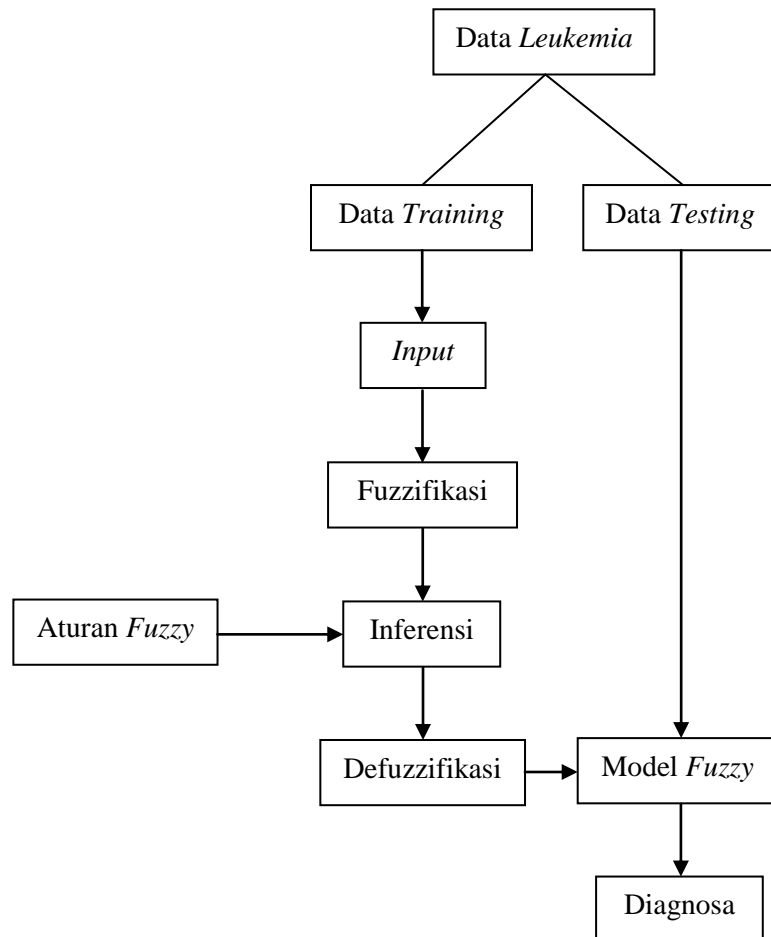 Data Leukemia
Data Training
Data Testing
Input
Fuzzifikasi
Aturan Fuzzy
Inferensi
Defuzzifikasi
Model Fuzzy
Diagnosa